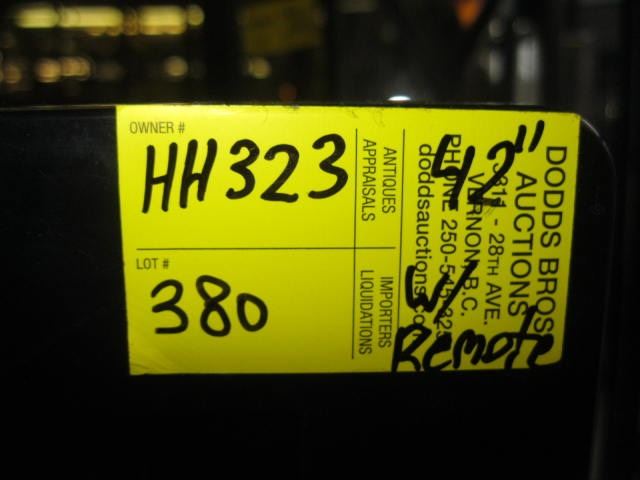 OWNER #
HH323
LOT #
380
ANTIQUES
APPRAISALS
IMPORTERS
LIQUIDATIONS
DODDS BROS
AUCTIONS
28TH AVE.
VERNON B.C.
PHONE 250-
doddsauctions.co
42"
W/
Remote